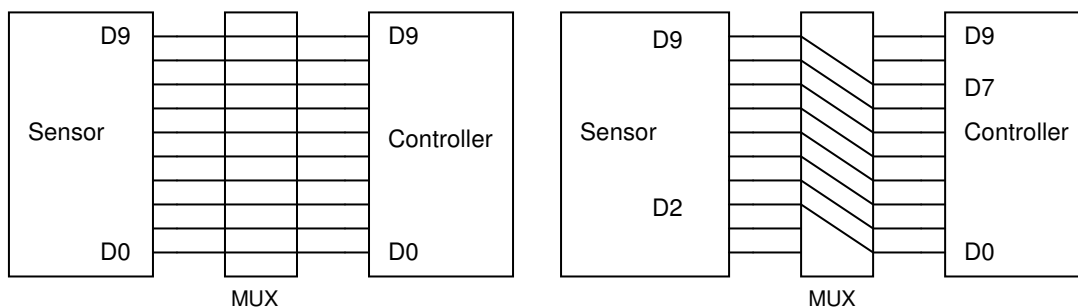 D9
Sensor
D0
MUX
D9
Controller
D0
D9
Sensor
D2
MUX
D9
D7
Controller
D0